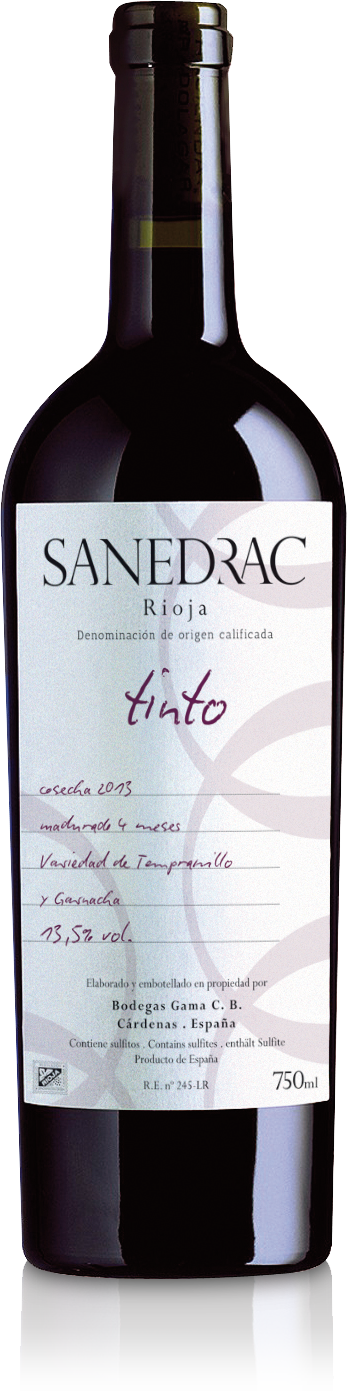 SANEDRAC
Rioja
Denominación de origen calificada
tinto
cosecha 2013
madurado 4 meses
Variedad de Tempranillo
y Garnacha
13,5% vol.
Elaborado y embotellado en propiedad por
Bodegas Gama C. B.
Cárdenas . España
Contiene sulfitos . Contains sulfites . enthält Sulfite
Producto de España
R.E. nº 245-LR
750ml
RIOJA